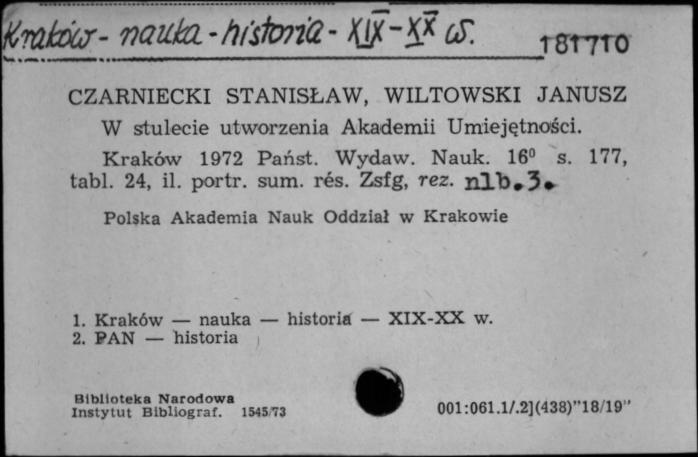 Kraków - nauka - historia - XIX - XX w. 181710
CZARNIECKI STANISŁAW, WILTOWSKI JANUSZ
W stulecie utworzenia Akademii Umiejętności.
Kraków 1972 Państ. Wydaw. Nauk. 16⁰ s. 177,
tabl. 24, il. portr. sum. rés. Zsfg, rez. nlb.3.
Polska Akademia Nauk Oddział w Krakowie
1. Kraków — nauka — historia — XIX-XX w.
2. PAN — historia
Biblioteka Narodowa
Instytut Bibliograf. 1545/73 001:061.1/.2](438)"18/19"